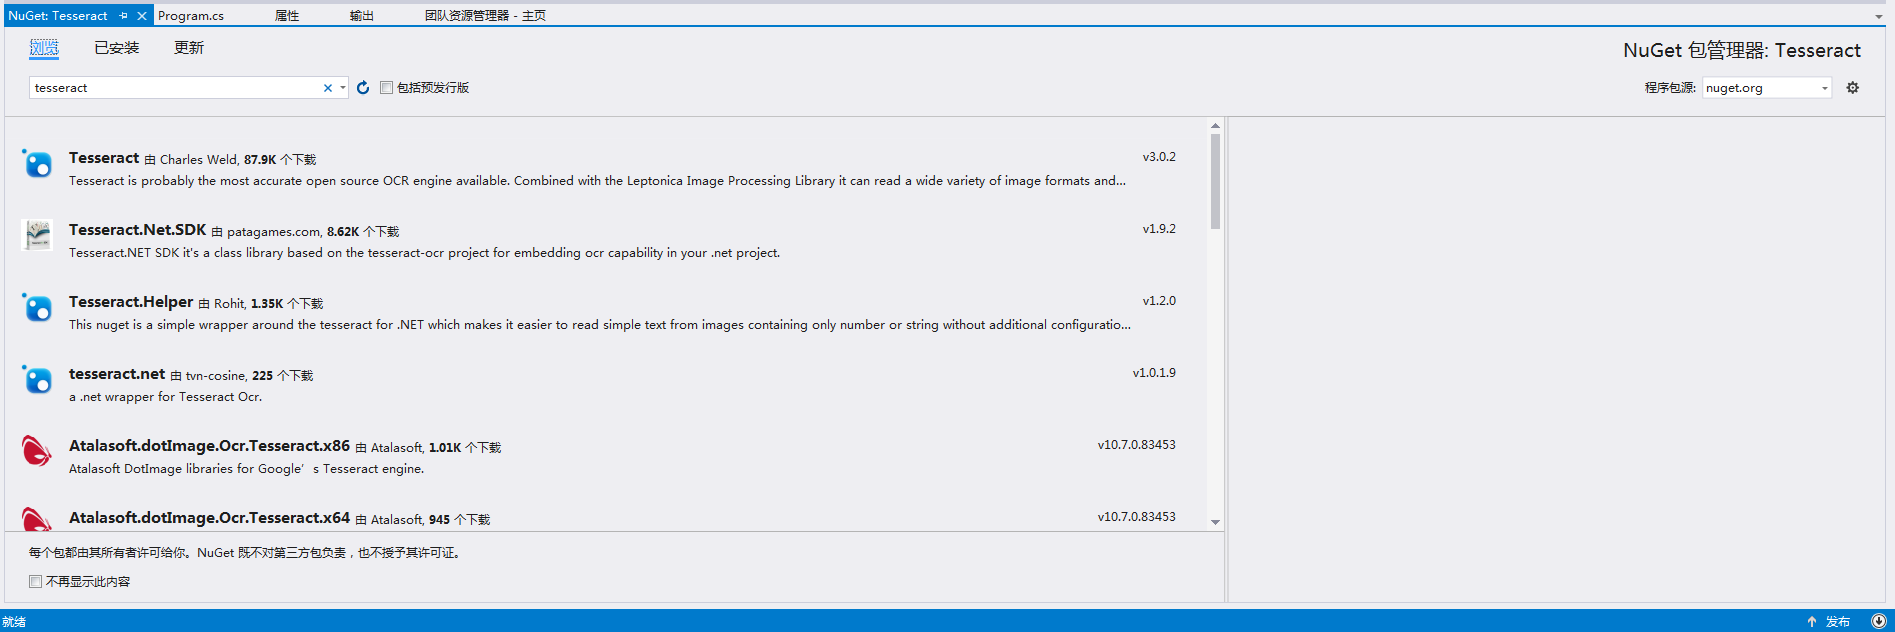 NuGet: Tesseract Program.cs 属性 输出 团队资源管理器 - 主页
浏览 已安装 更新 NuGet 包管理器: Tesseract
tesseract 包括预发行版 程序包源: nuget.org
Tesseract 由 Charles Weld, 87.9K 个下载 v3.0.2
Tesseract is probably the most accurate open source OCR engine available. Combined with the Leptonica Image Processing Library it can read a wide variety of image formats and...
Tesseract.Net.SDK 由 patagames.com, 8.62K 个下载 v1.9.2
Tesseract.NET SDK it's a class library based on the tesseract-ocr project for embedding ocr capability in your .net project.
Tesseract.Helper 由 Rohit, 1.35K 个下载 v1.2.0
This nuget is a simple wrapper around the tesseract for .NET which makes it easier to read simple text from images containing only number or string without additional configuratio...
tesseract.net 由 tvn-cosine, 225 个下载 v1.0.1.9
a .net wrapper for Tesseract Ocr.
Atalasoft.dotImage.Ocr.Tesseract.x86 由 Atalasoft, 1.01K 个下载 v10.7.0.83453
Atalasoft DotImage libraries for Google’s Tesseract engine.
Atalasoft.dotImage.Ocr.Tesseract.x64 由 Atalasoft, 945 个下载 v10.7.0.83453
每个包都由其所有者许可给你。NuGet 既不对第三方包负责，也不授予其许可证。
不再显示此内容
就绪 发布